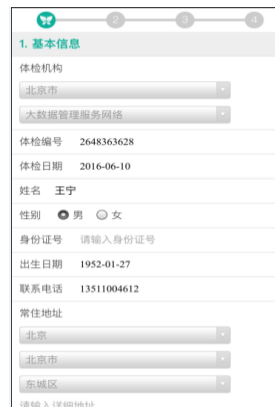 2
3
4
1. 基本信息
体检机构
北京市
大数据管理服务网络
体检编号 2648363628
体检日期 2016-06-10
姓名 王宁
性别 男 女
身份证号 请输入身份证号
出生日期 1952-01-27
联系电话 13511004612
常住地址
北京
北京市
东城区
请输入详细地址